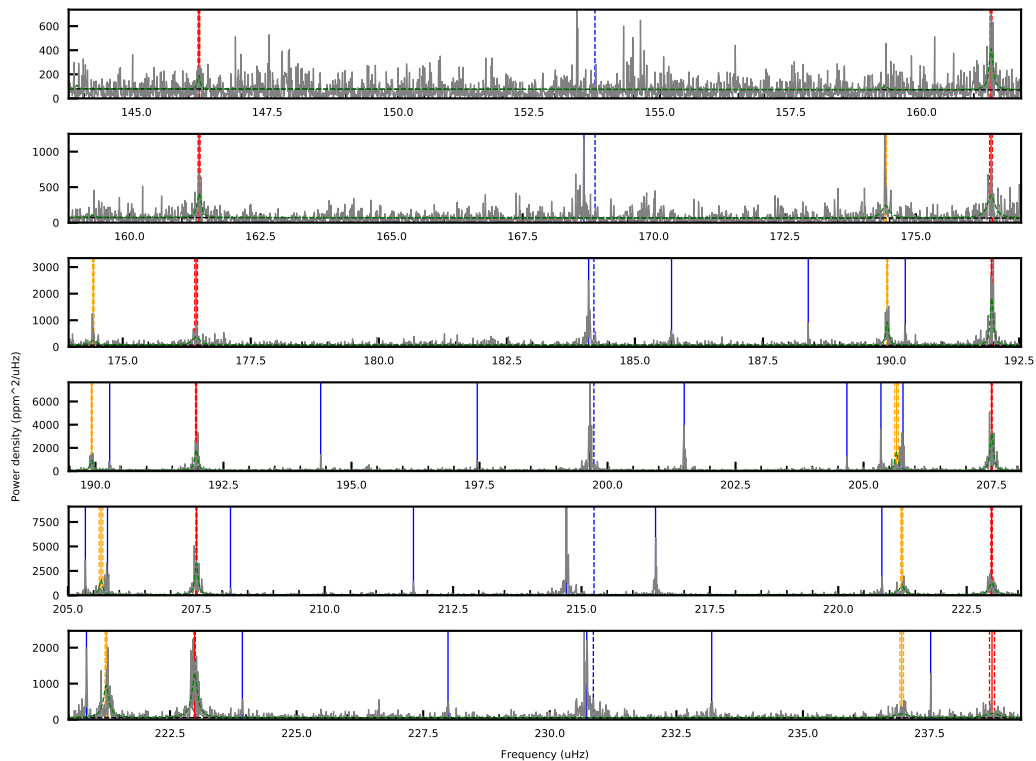 600
400
200
0
145.0 147.5 150.0 152.5 155.0 157.5 160.0
1000
500
0
160.0 162.5 165.0 167.5 170.0 172.5 175.0
3000
2000
1000
0
175.0 177.5 180.0 182.5 185.0 187.5 190.0 192.5
6000
4000
2000
0
190.0 192.5 195.0 197.5 200.0 202.5 205.0 207.5
7500
5000
2500
0
205.0 207.5 210.0 212.5 215.0 217.5 220.0 222.5
2000
1000
0
222.5 225.0 227.5 230.0 232.5 235.0 237.5
Frequency (uHz)
Power density (ppm^2/uHz)